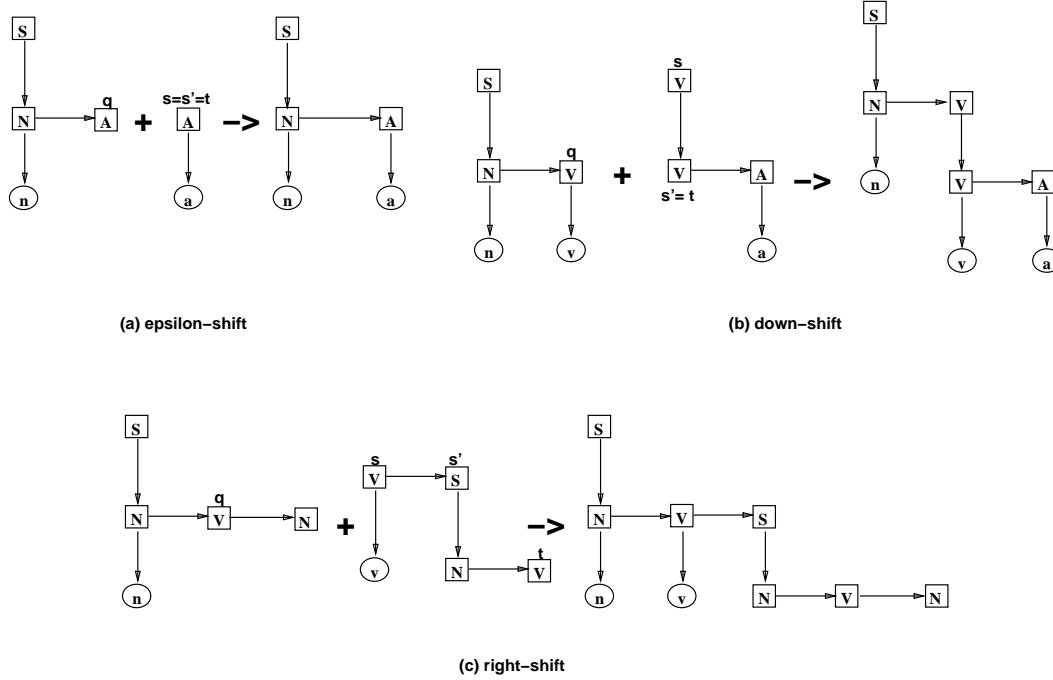 S
q
s=s'=t
N
A
+
A
−>
N
A
n
a
n
a
(a) epsilon−shift
S
q
N
V
n
v
+
s
V
V
A
s'= t
a
−>
S
N
V
n
V
A
v
a
(b) down−shift
S
q
N
V
N
n
+
s
s'
V
S
v
N
t
V
−>
S
N
V
S
n
v
N
V
N
(c) right−shift